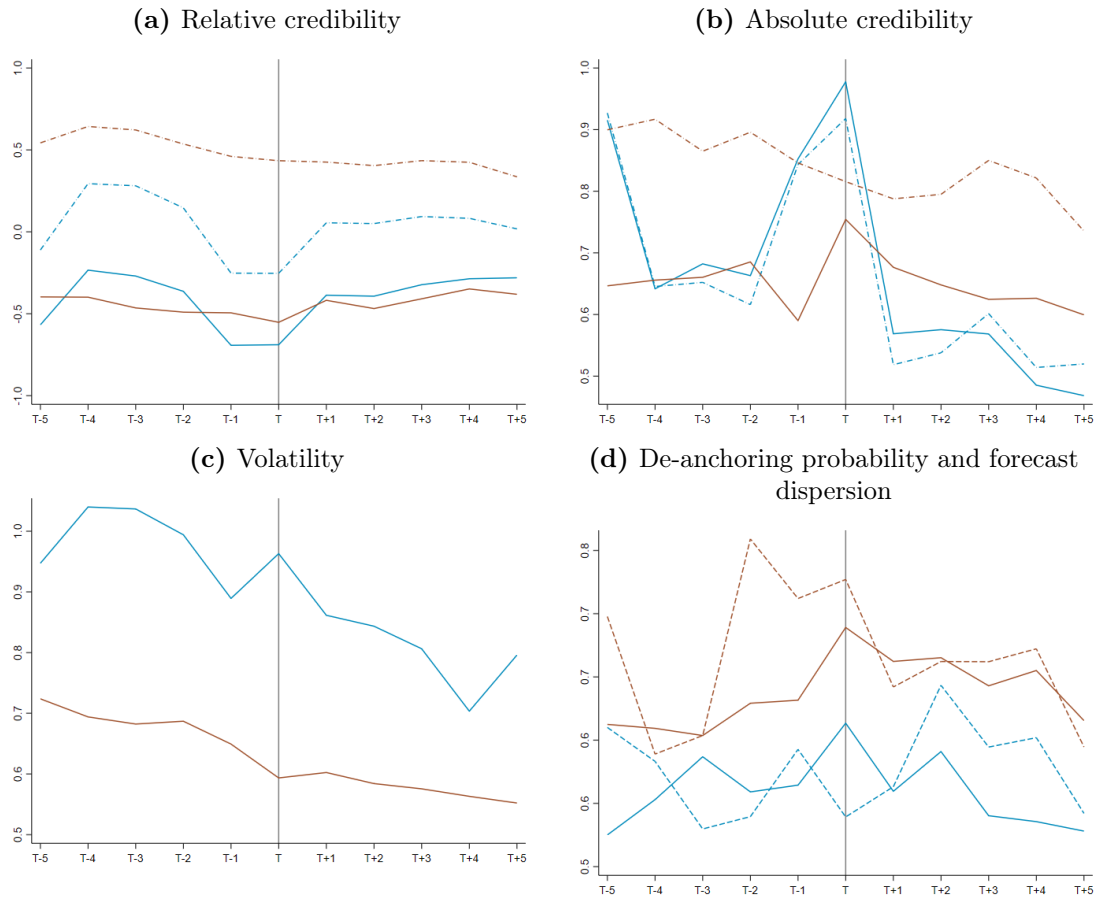 (a) Relative credibility
1.0
0.5
0.0
-0.5
-1.0
T-5 T-4 T-3 T-2 T-1 T T+1 T+2 T+3 T+4 T+5
(b) Absolute credibility
1.0
0.9
0.8
0.7
0.6
0.5
T-5 T-4 T-3 T-2 T-1 T T+1 T+2 T+3 T+4 T+5
(c) Volatility
1.0
0.9
0.8
0.7
0.6
0.5
T-5 T-4 T-3 T-2 T-1 T T+1 T+2 T+3 T+4 T+5
(d) De-anchoring probability and forecast
dispersion
0.8
0.7
0.7
0.6
0.6
0.5
T-5 T-4 T-3 T-2 T-1 T T+1 T+2 T+3 T+4 T+5